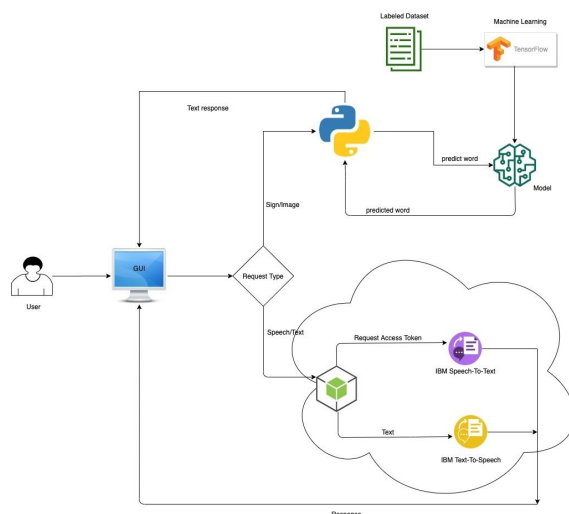 Labeled Dataset
Machine Learning
TensorFlow
Text response
predict word
Model
Sign/Image
predicted word
GUI
Request Type
User
Speech/Text
Request Access Token
IBM Speech-To-Text
Text
IBM Text-To-Speech
Response